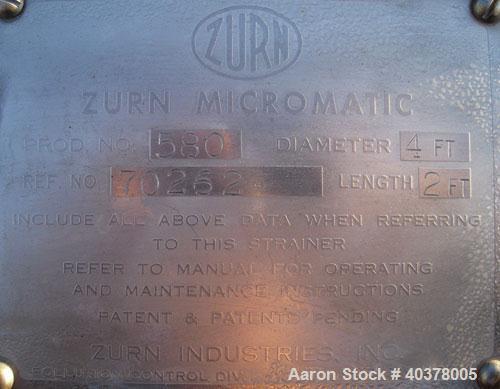 ZURN
ZURN MICROMATIC
PROD. NO. 580 DIAMETER 4 FT
REF. NO. 70262 LENGTH 2 FT
INCLUDE ALL ABOVE DATA WHEN REFERRING
TO THIS STRAINER
REFER TO MANUAL FOR OPERATING
AND MAINTENANCE INSTRUCTIONS
PATENT & PATENTS PENDING
ZURN INDUSTRIES, INC.
POLLUTION CONTROL DIV.
Aaron Stock # 40378005